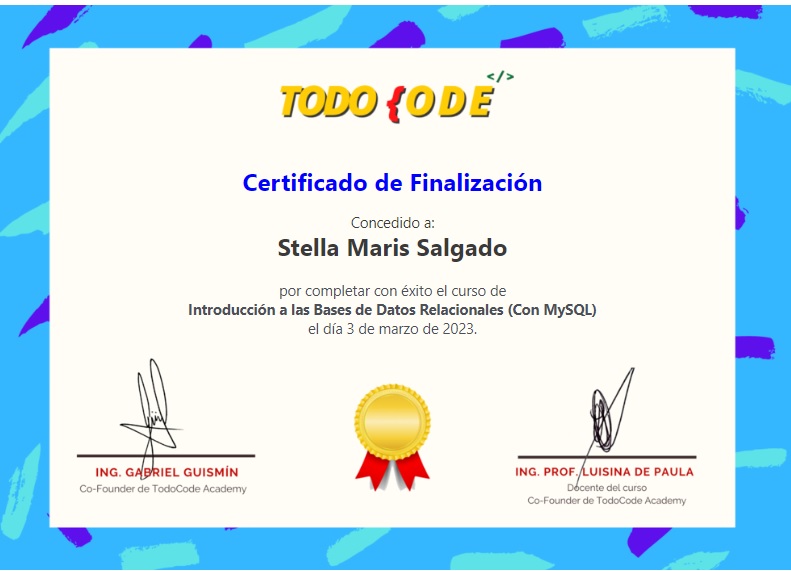 </>
TODO {ODE
Certificado de Finalización
Concedido a:
Stella Maris Salgado
por completar con éxito el curso de
Introducción a las Bases de Datos Relacionales (Con MySQL)
el día 3 de marzo de 2023.
ING. GABRIEL GUISMÍN
Co-Founder de TodoCode Academy
ING. PROF. LUISINA DE PAULA
Docente del curso
Co-Founder de TodoCode Academy